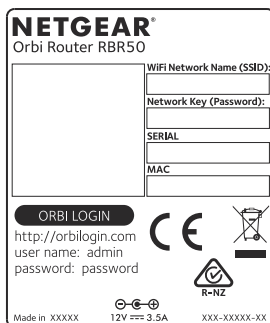 NETGEAR®
Orbi Router RBR50
WiFi Network Name (SSID):
Network Key (Password):
SERIAL
MAC
ORBI LOGIN
http://orbilogin.com
user name: admin
password: password
CE
R-NZ
Made in XXXXX
12V ⎓ 3.5A
XXX-XXXXX-XX